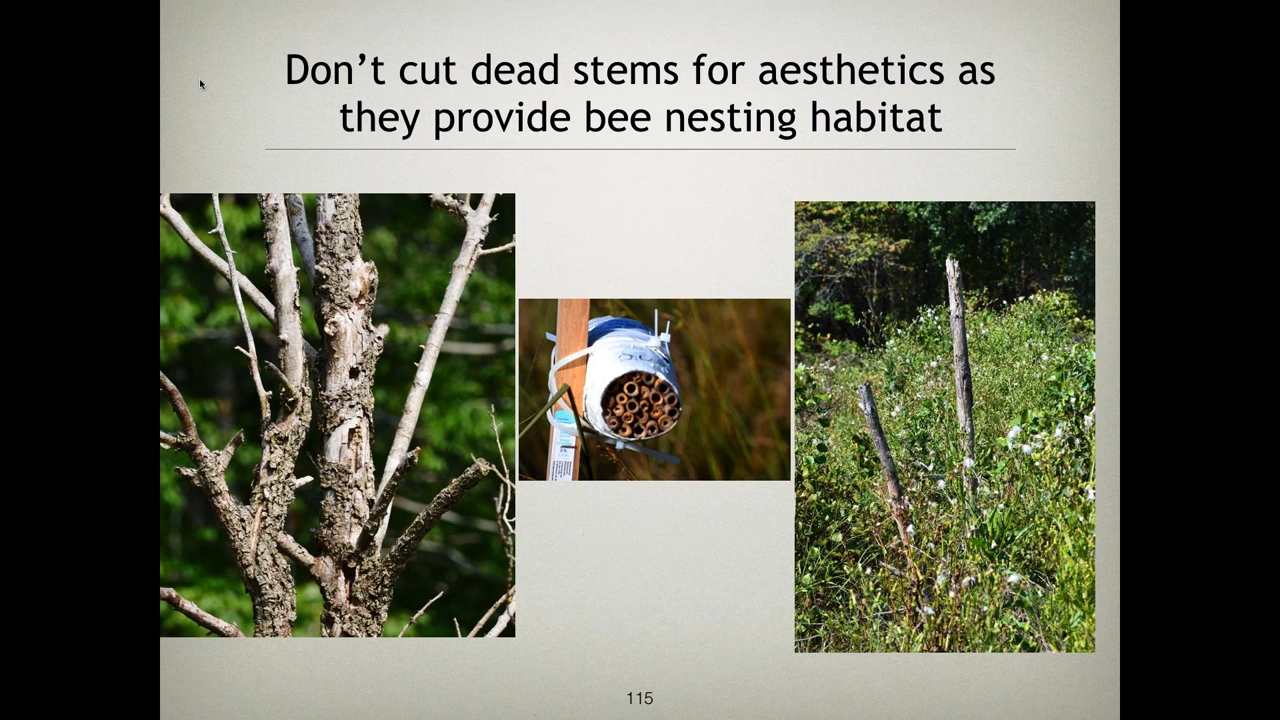 Don’t cut dead stems for aesthetics as
they provide bee nesting habitat
115